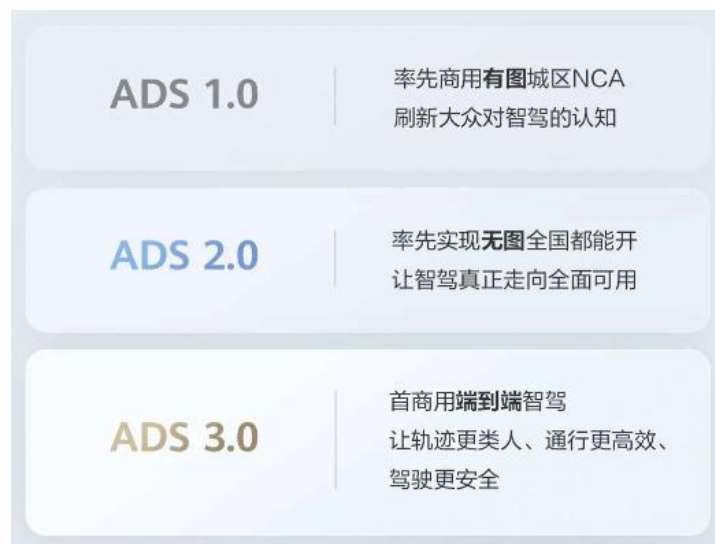 ADS 1.0
率先商用有图城区NCA
刷新大众对智驾的认知
ADS 2.0
率先实现无图全国都能开
让智驾真正走向全面可用
ADS 3.0
首商用端到端智驾
让轨迹更类人、通行更高效、
驾驶更安全